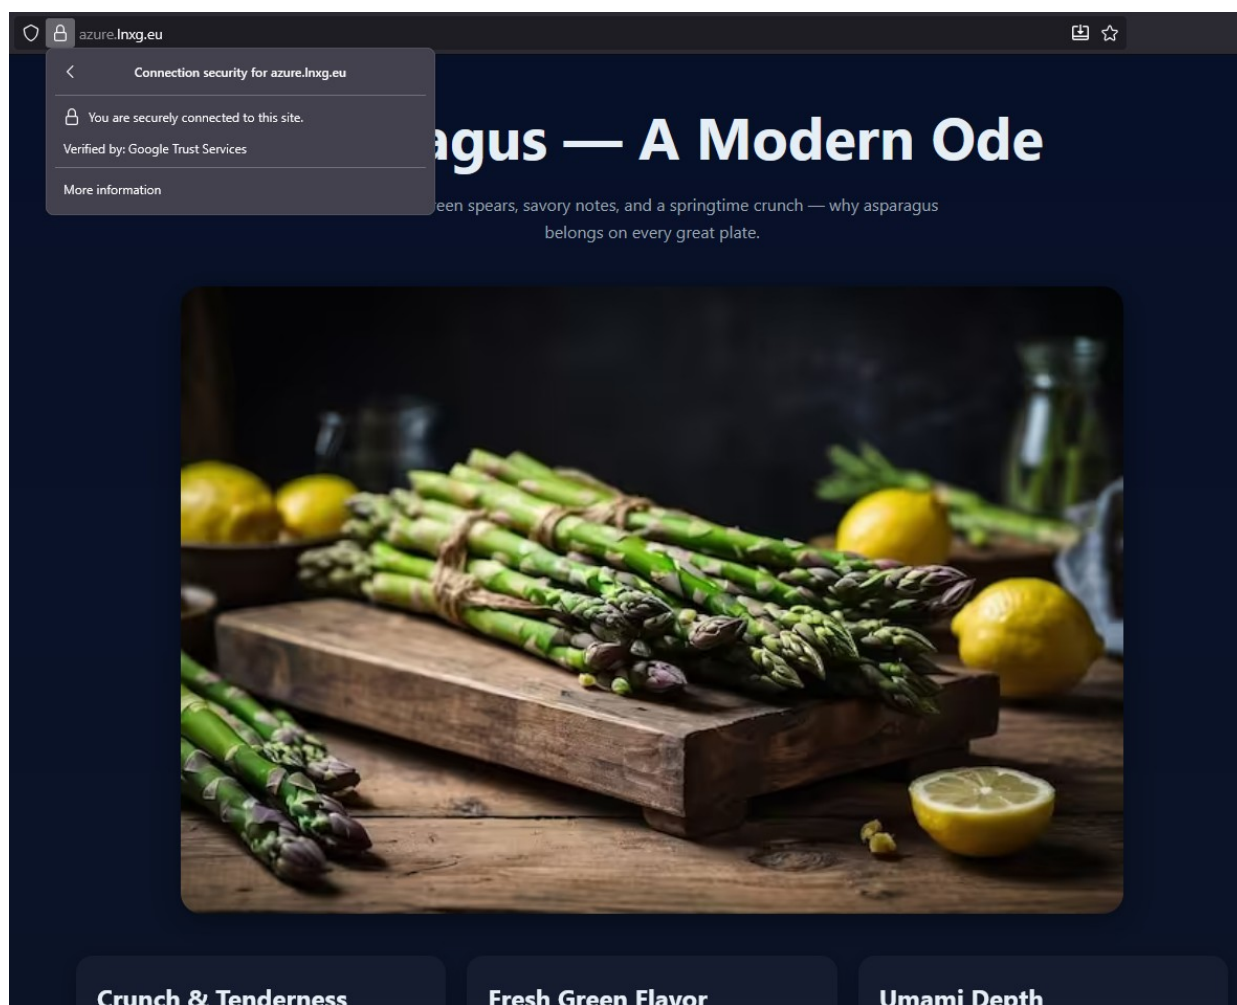 azure.lnxg.eu
Connection security for azure.lnxg.eu
You are securely connected to this site.
Verified by: Google Trust Services
More information
agus — A Modern Ode
een spears, savory notes, and a springtime crunch — why asparagus
belongs on every great plate.
Crunch & Tenderness
Fresh Green Flavor
Umami Depth